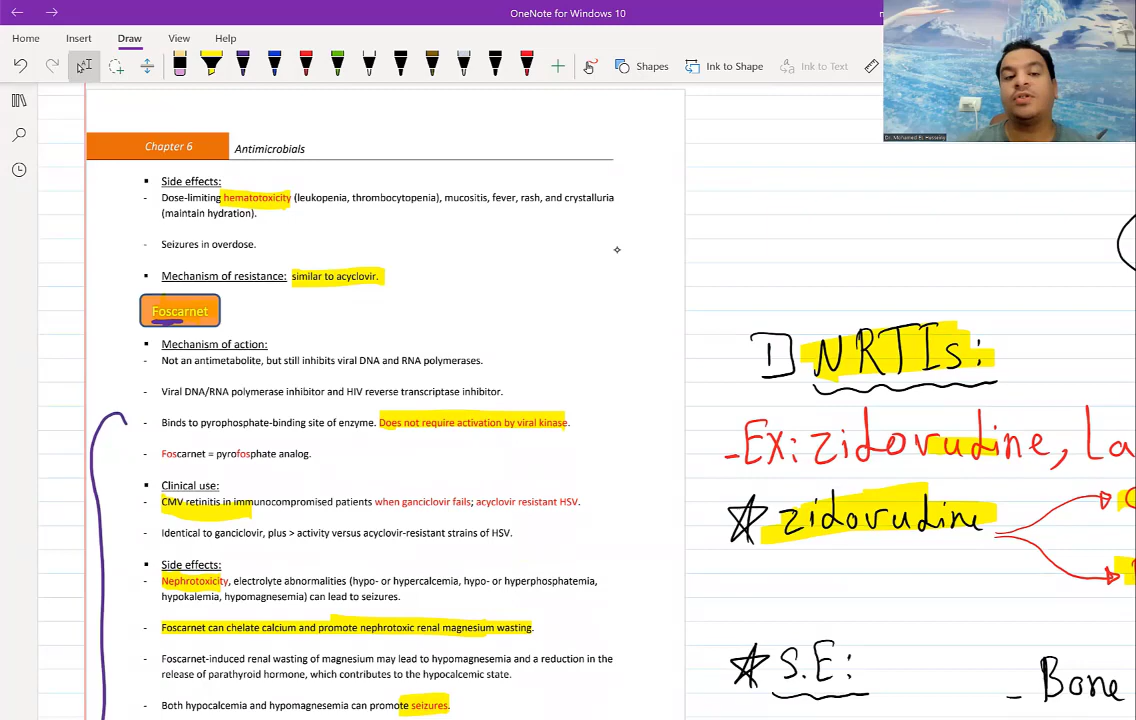 OneNote for Windows 10
Home Insert Draw View Help
Shapes Ink to Shape Ink to Text
Dr. Mohamed EL Husseiny
Chapter 6 Antimicrobials
▪ Side effects:
- Dose-limiting hematotoxicity (leukopenia, thrombocytopenia), mucositis, fever, rash, and crystalluria
(maintain hydration).
- Seizures in overdose.
▪ Mechanism of resistance: similar to acyclovir.
Foscarnet
▪ Mechanism of action:
- Not an antimetabolite, but still inhibits viral DNA and RNA polymerases.
- Viral DNA/RNA polymerase inhibitor and HIV reverse transcriptase inhibitor.
- Binds to pyrophosphate-binding site of enzyme. Does not require activation by viral kinase.
- Foscarnet = pyrofosphate analog.
▪ Clinical use:
- CMV retinitis in immunocompromised patients when ganciclovir fails; acyclovir resistant HSV.
- Identical to ganciclovir, plus > activity versus acyclovir-resistant strains of HSV.
▪ Side effects:
- Nephrotoxicity, electrolyte abnormalities (hypo- or hypercalcemia, hypo- or hyperphosphatemia,
hypokalemia, hypomagnesemia) can lead to seizures.
- Foscarnet can chelate calcium and promote nephrotoxic renal magnesium wasting.
- Foscarnet-induced renal wasting of magnesium may lead to hypomagnesemia and a reduction in the
release of parathyroid hormone, which contributes to the hypocalcemic state.
- Both hypocalcemia and hypomagnesemia can promote seizures.
1] NRTIs:
- Ex: zidovudine, La
zidovudine
S.E:
- Bone